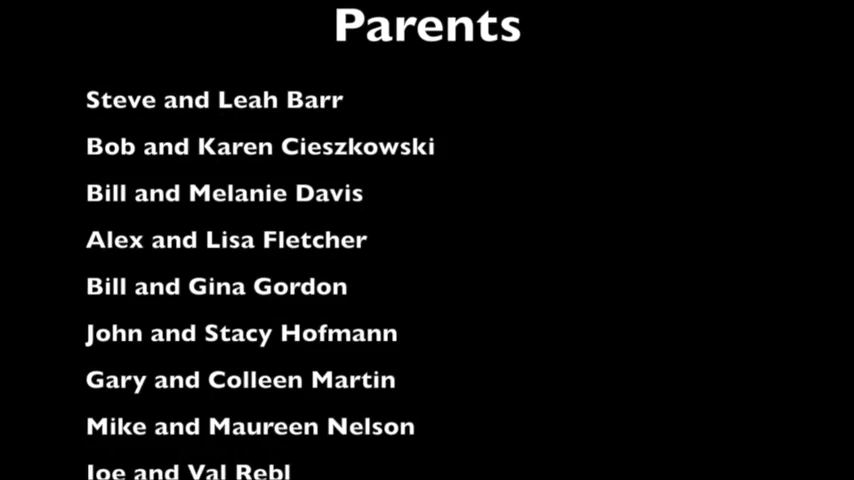 Parents
Steve and Leah Barr
Bob and Karen Cieszkowski
Bill and Melanie Davis
Alex and Lisa Fletcher
Bill and Gina Gordon
John and Stacy Hofmann
Gary and Colleen Martin
Mike and Maureen Nelson
Joe and Val Rebl